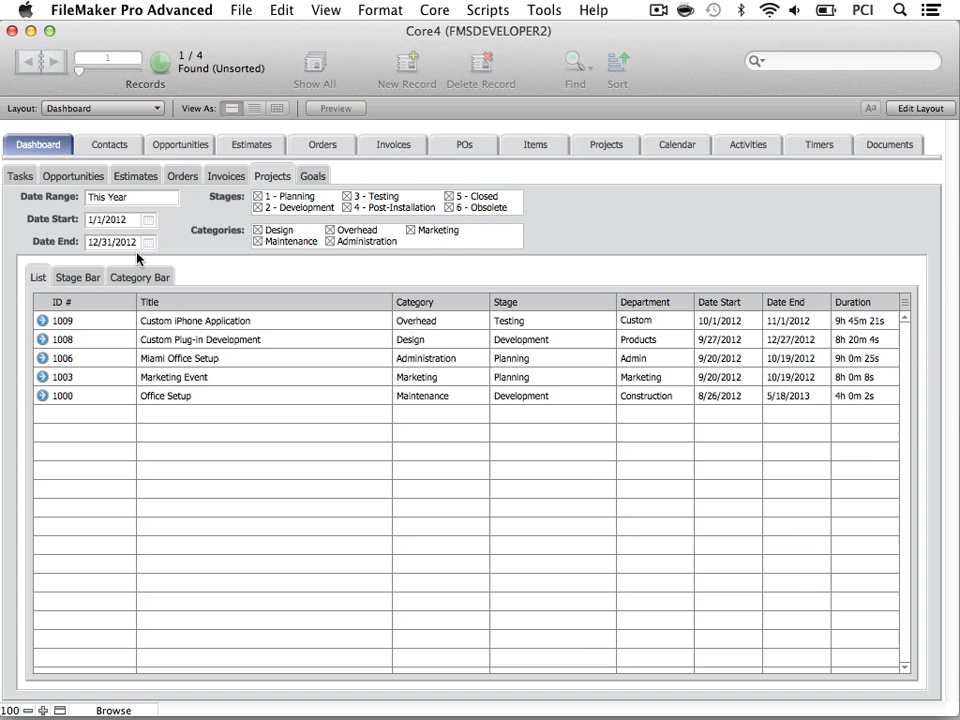 FileMaker Pro Advanced File Edit View Format Core Scripts Tools Help PCI
Core4 (FMSDEVELOPER2)
1
1 / 4
Found (Unsorted)
Records
Show All
New Record
Delete Record
Find
Sort
Layout: Dashboard View As: Preview Aa Edit Layout
Dashboard Contacts Opportunities Estimates Orders Invoices POs Items Projects Calendar Activities Timers Documents
Tasks Opportunities Estimates Orders Invoices Projects Goals
Date Range: This Year
Date Start: 1/1/2012
Date End: 12/31/2012
Stages: 1 - Planning 3 - Testing 5 - Closed
2 - Development 4 - Post-Installation 6 - Obsolete
Categories: Design Overhead Marketing
Maintenance Administration
List Stage Bar Category Bar
ID # Title Category Stage Department Date Start Date End Duration
1009 Custom iPhone Application Overhead Testing Custom 10/1/2012 11/1/2012 9h 45m 21s
1008 Custom Plug-in Development Design Development Products 9/27/2012 12/27/2012 8h 20m 4s
1006 Miami Office Setup Administration Planning Admin 9/20/2012 10/19/2012 9h 0m 25s
1003 Marketing Event Marketing Planning Marketing 9/20/2012 10/19/2012 8h 0m 8s
1000 Office Setup Maintenance Development Construction 8/26/2012 5/18/2013 4h 0m 2s
100 Browse